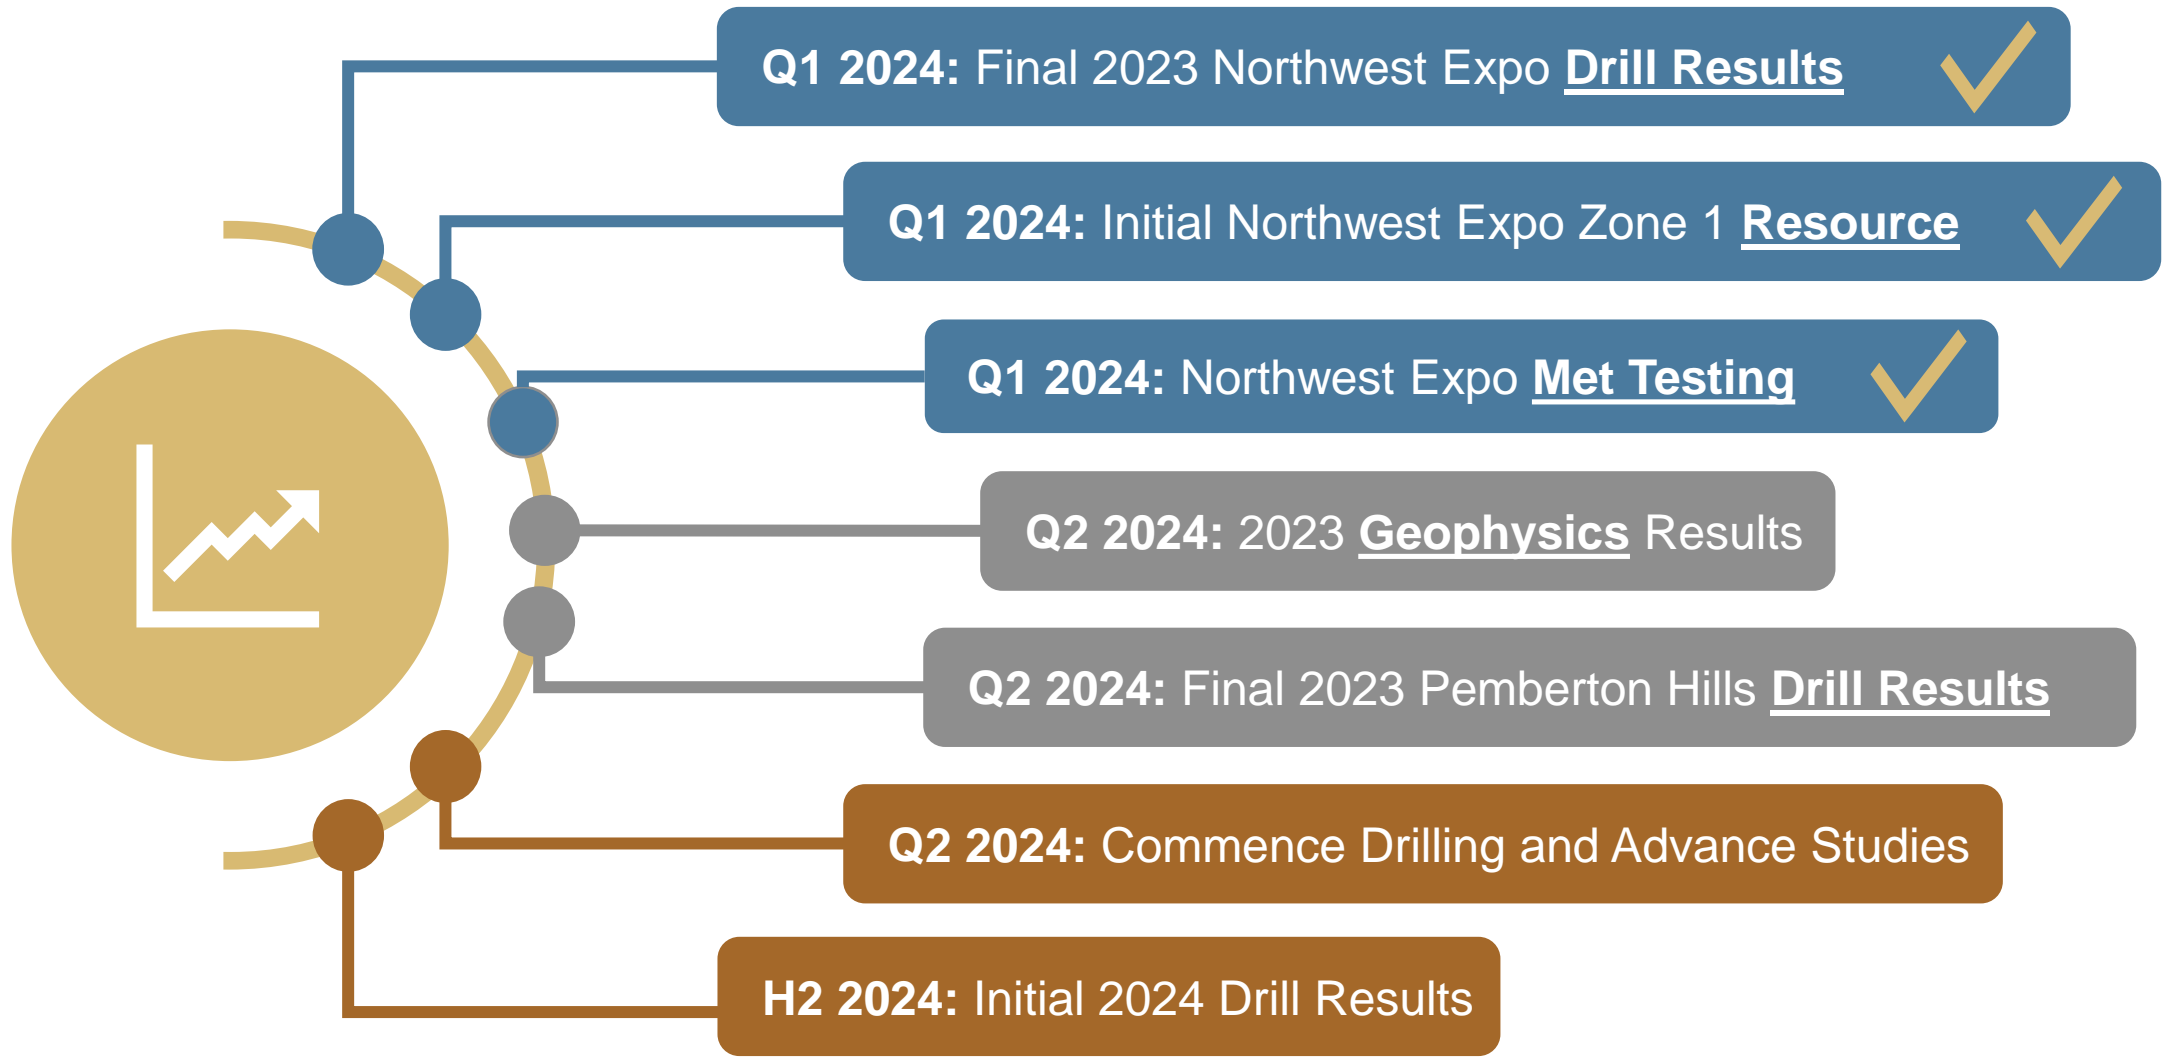 Q1 2024: Final 2023 Northwest Expo Drill Results
Q1 2024: Initial Northwest Expo Zone 1 Resource
Q1 2024: Northwest Expo Met Testing
Q2 2024: 2023 Geophysics Results
Q2 2024: Final 2023 Pemberton Hills Drill Results
Q2 2024: Commence Drilling and Advance Studies
H2 2024: Initial 2024 Drill Results